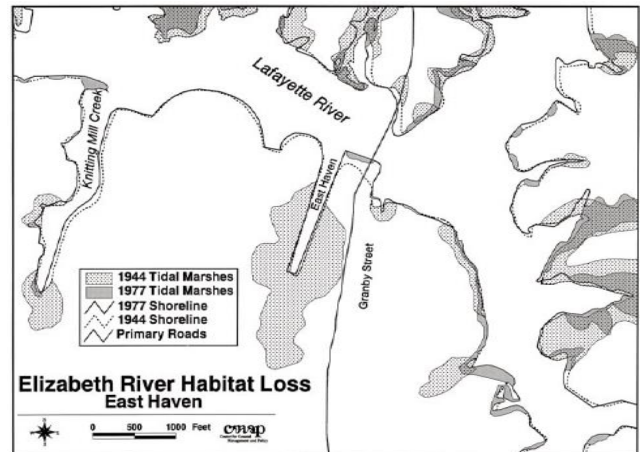 Lafayette River
Knitting Mill Creek
East Haven
Granby Street
1944 Tidal Marshes
1977 Tidal Marshes
1977 Shoreline
1944 Shoreline
Primary Roads
Elizabeth River Habitat Loss
East Haven
0 500 1000 Feet